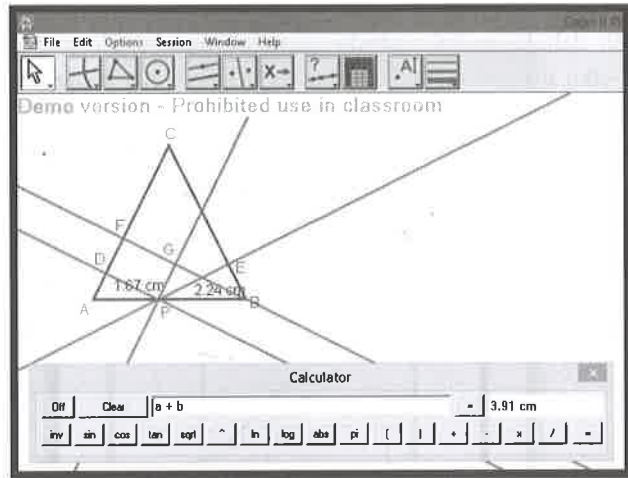 File Edit Options Session Window Help
? A
Demo version - Prohibited use in classroom
C
F
G
D
E
1.67 cm
2.24 cm
A
P
B
Calculator
Off Clear a + b = 3.91 cm
inv sin cos tan sqrt ^ ln log abs pi ( ) + - x / =